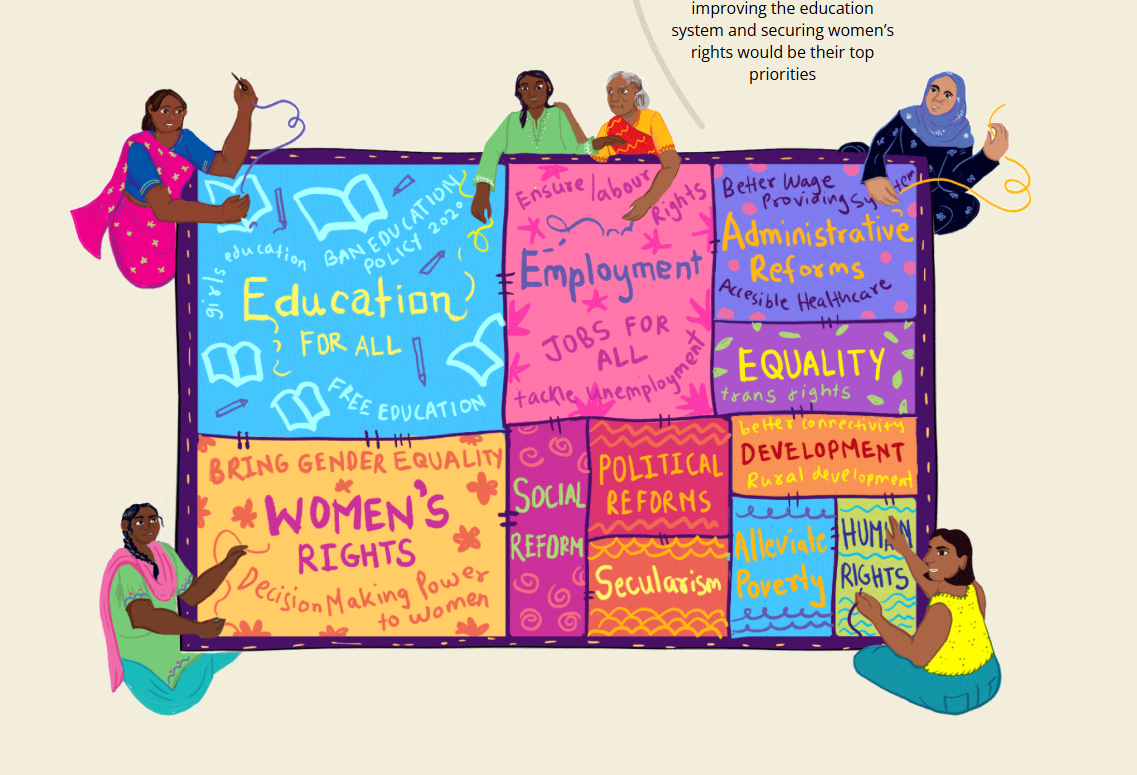 improving the education
system and securing women's
rights would be their top
priorities
girls education
BAN EDUCATION
POLICY 2020
Education
FOR ALL
FREE EDUCATION
Ensure labour
Rights
Employment
JOBS FOR
ALL
tackle unemployment
Better Wage
Providing
Administrative
Reforms
Accesible Healthcare
EQUALITY
trans rights
BRING GENDER EQUALITY
WOMEN'S
RIGHTS
Decision Making Power
to women
SOCIAL
REFORM
POLITICAL
REFORMS
Secularism
better connectivity
DEVELOPMENT
Rural development
Alleviate
Poverty
HUMAN
RIGHTS